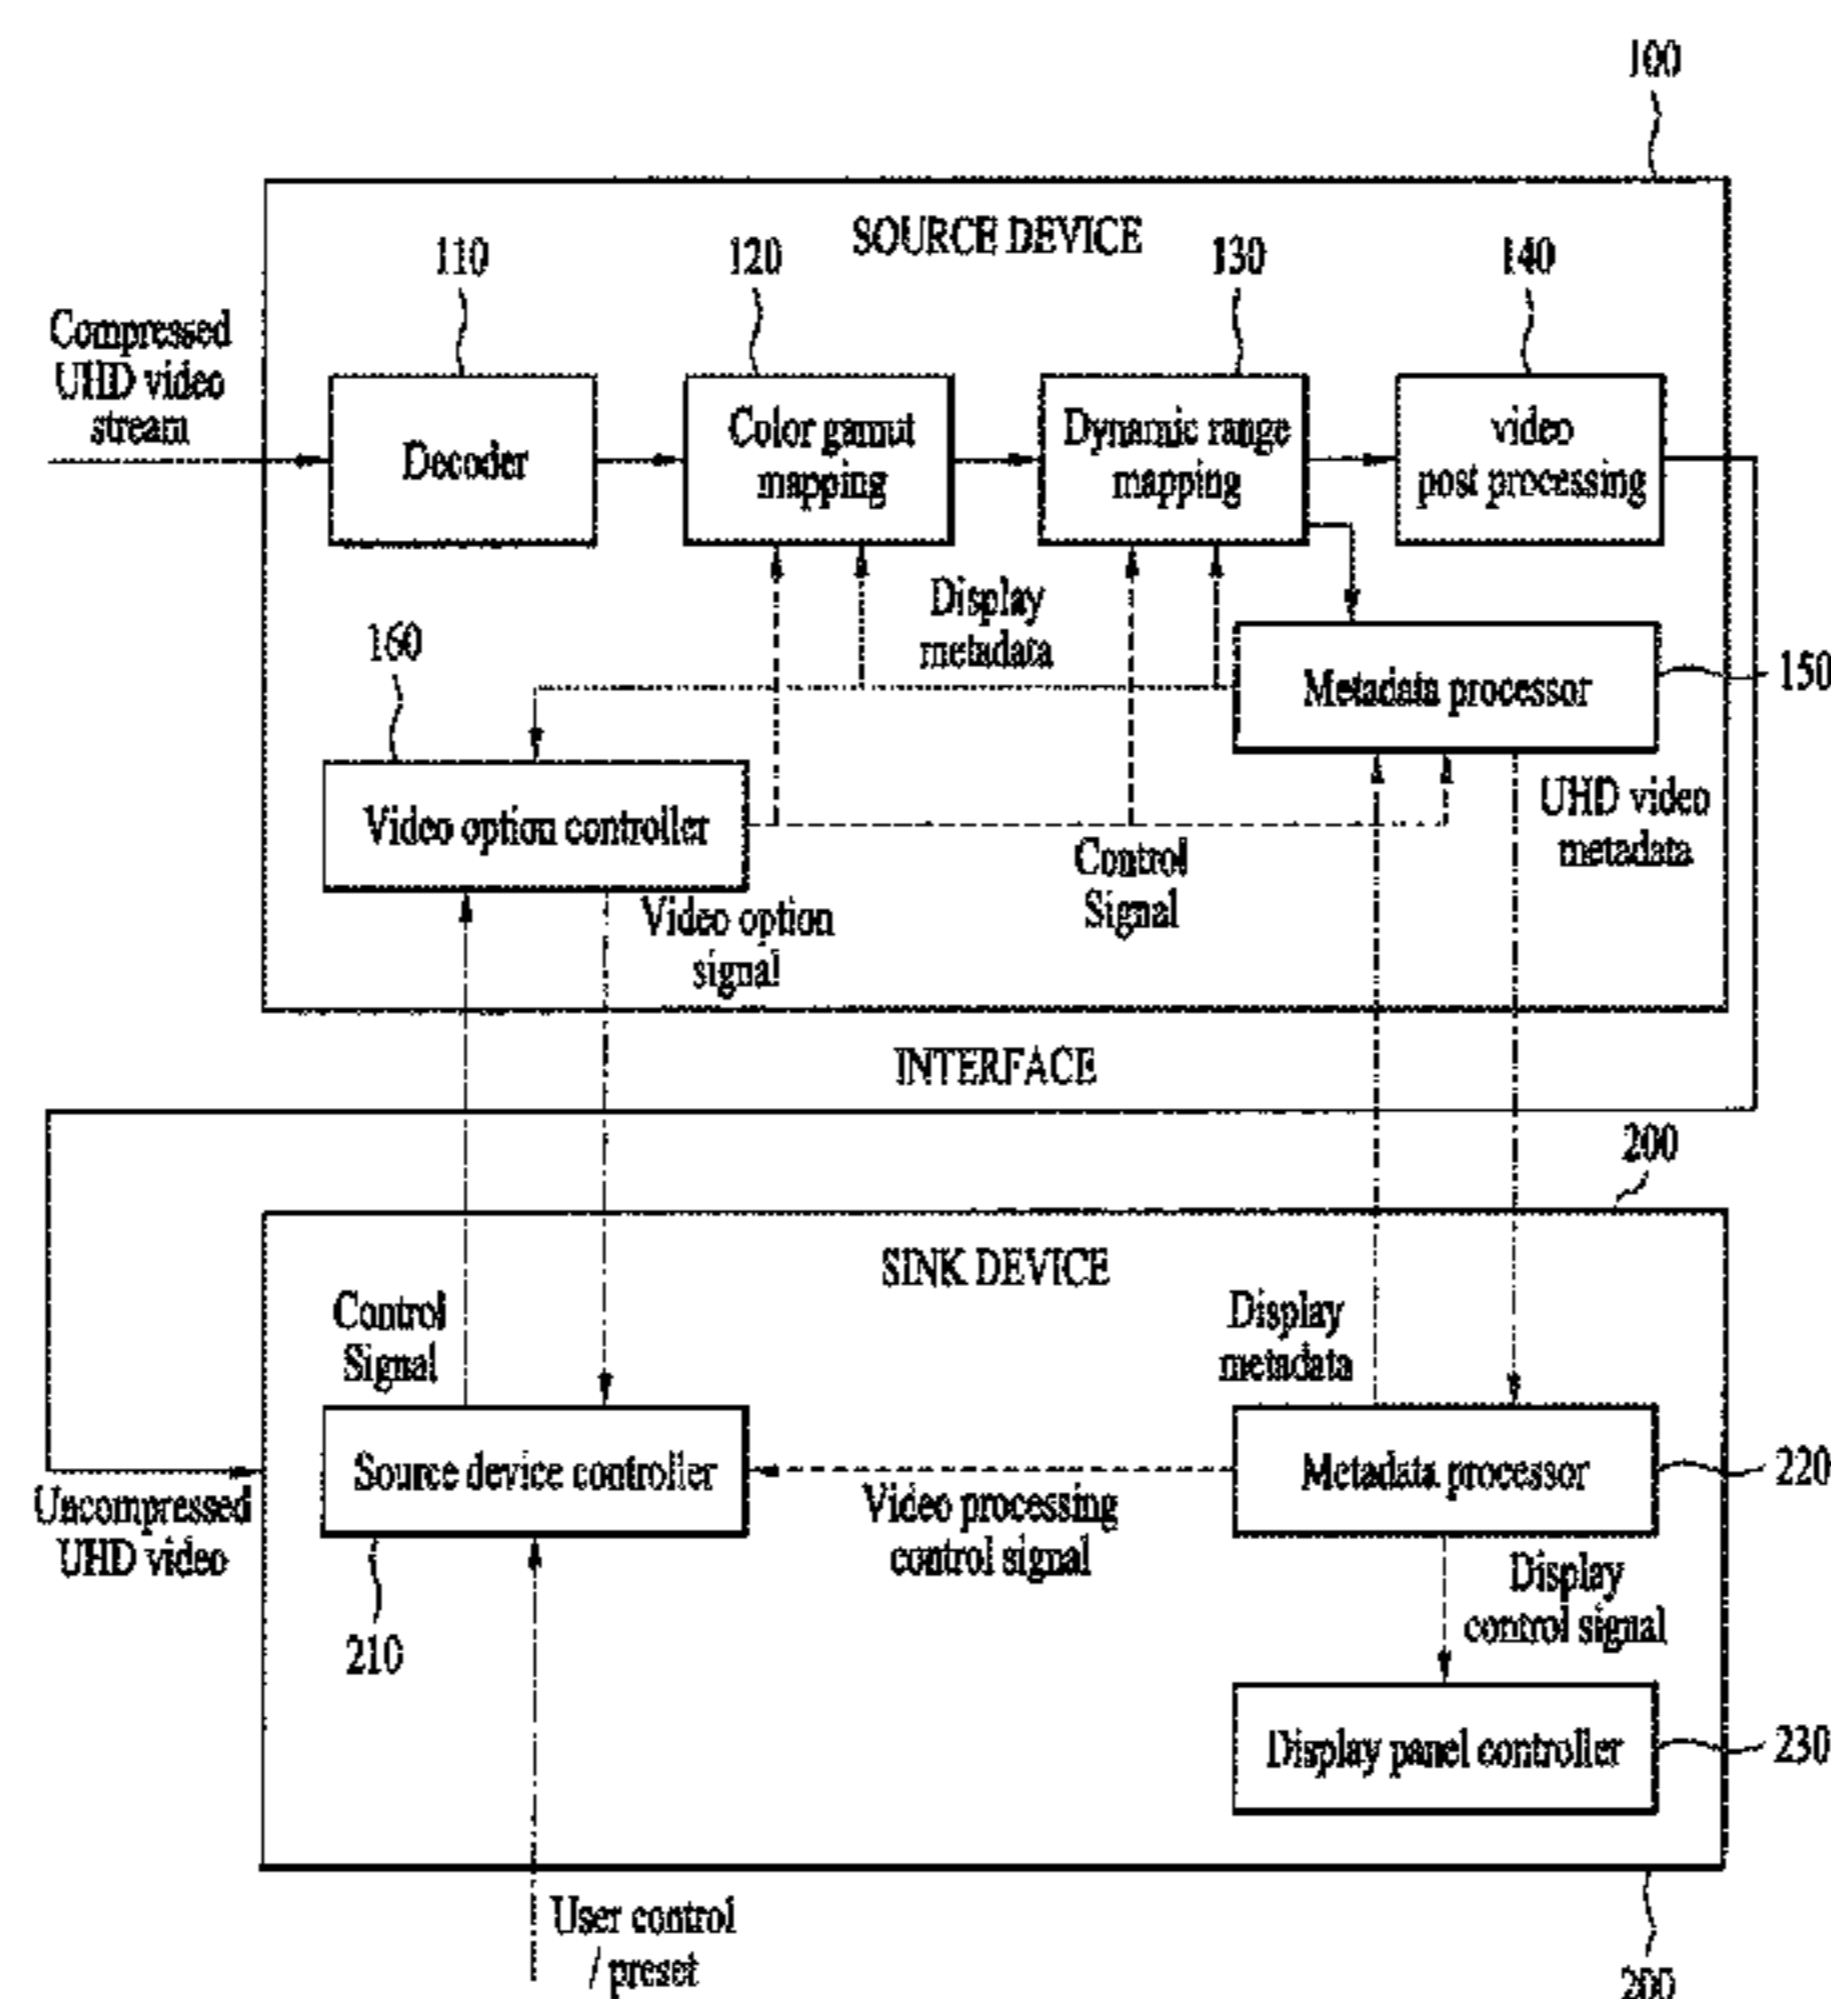 100
SOURCE DEVICE
110
120
130
140
Compressed
UHD video
stream
Decoder
Color gamut
mapping
Dynamic range
mapping
video
post processing
Display
metadata
160
Metadata processor
150
Video option controller
UHD video
metadata
Control
Signal
Video option
signal
INTERFACE
200
SINK DEVICE
Control
Signal
Display
metadata
Source device controller
Metadata processor
220
Uncompressed
UHD video
Video processing
control signal
Display
control signal
210
Display panel controller
230
User control
/ preset
200